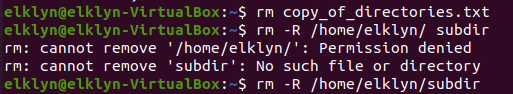 elklyn@elklyn-VirtualBox:~$ rm copy_of_directories.txt
elklyn@elklyn-VirtualBox:~$ rm -R /home/elklyn/ subdir
rm: cannot remove '/home/elklyn/': Permission denied
rm: cannot remove 'subdir': No such file or directory
elklyn@elklyn-VirtualBox:~$ rm -R /home/elklyn/subdir